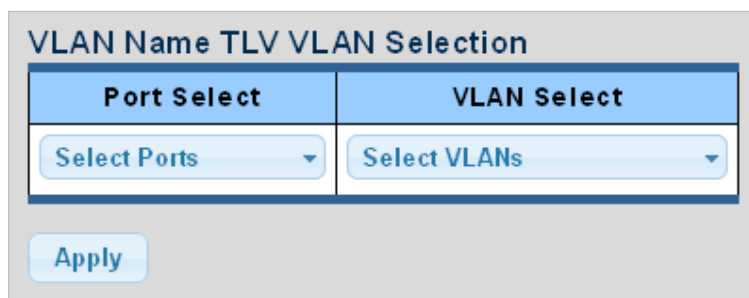 VLAN Name TLV VLAN Selection
Port Select VLAN Select
Select Ports Select VLANs
Apply